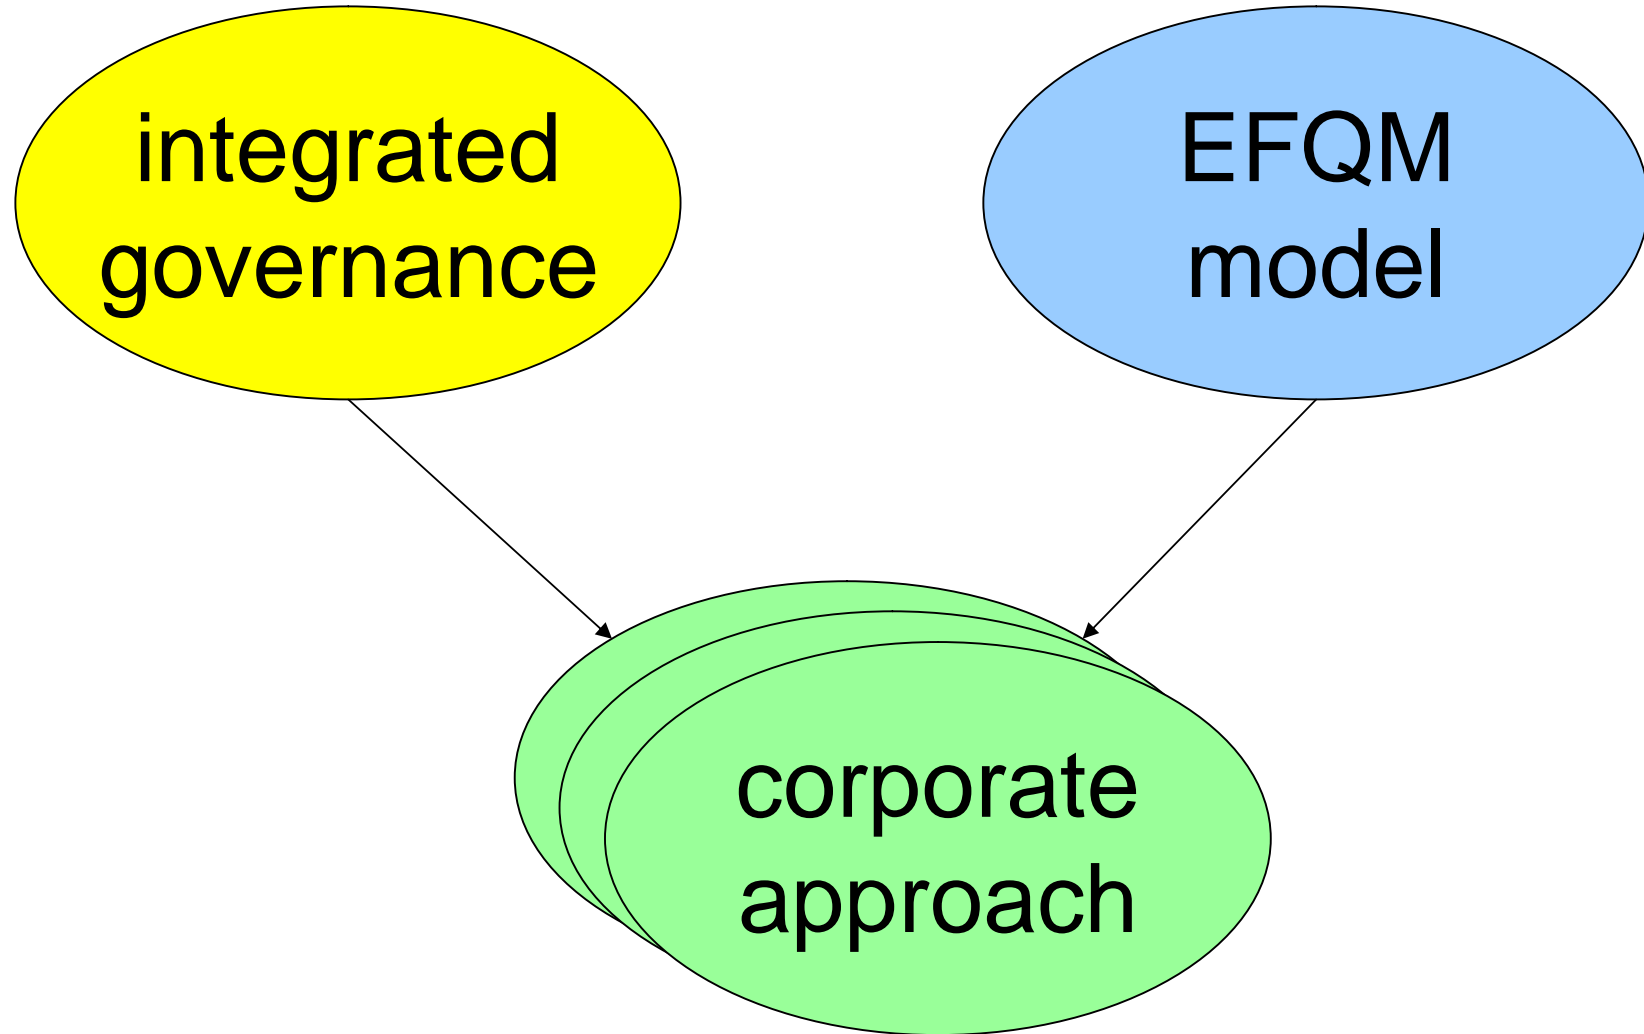 integrated
governance
EFQM
model
corporate
approach